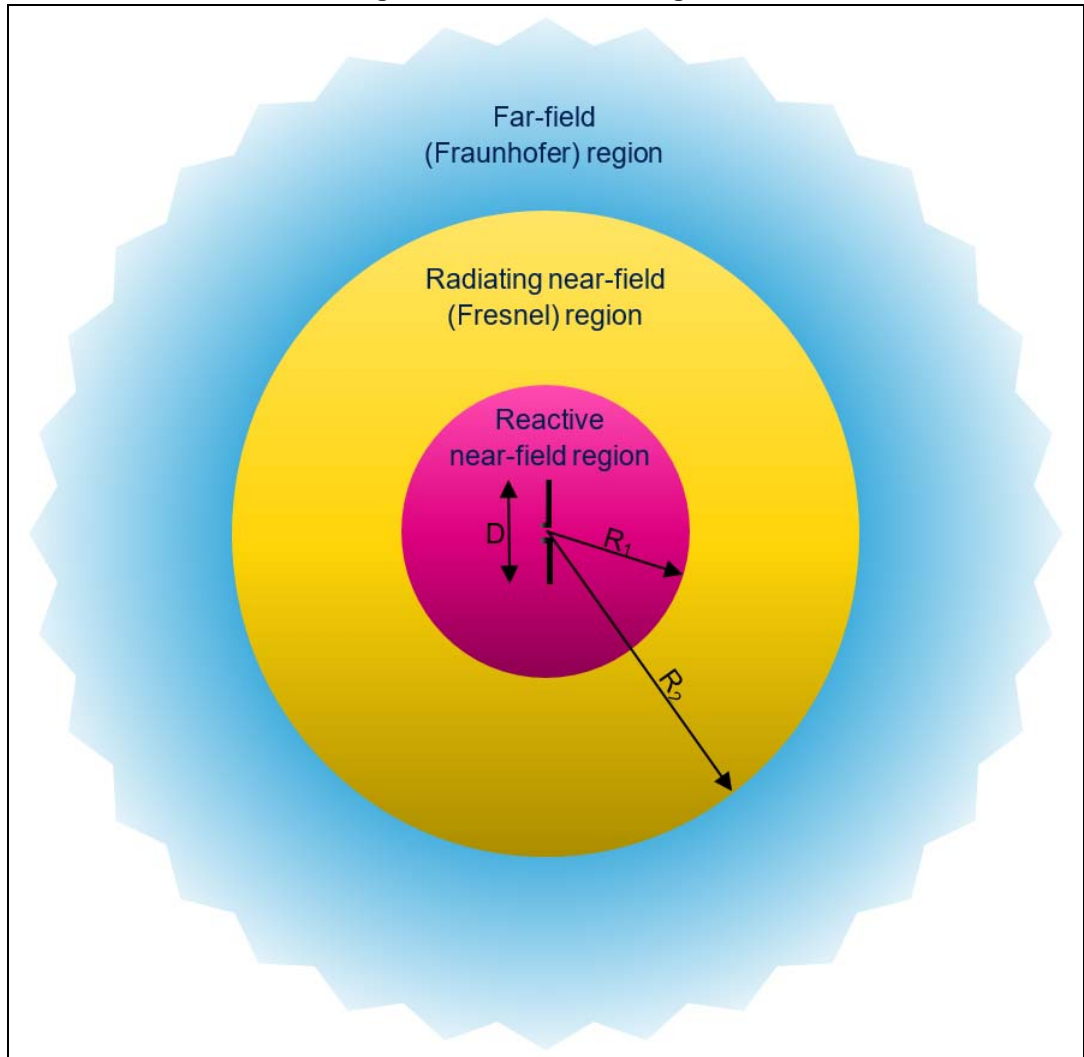 Far-field
(Fraunhofer) region
Radiating near-field
(Fresnel) region
Reactive
near-field region
D
R₁
R₂